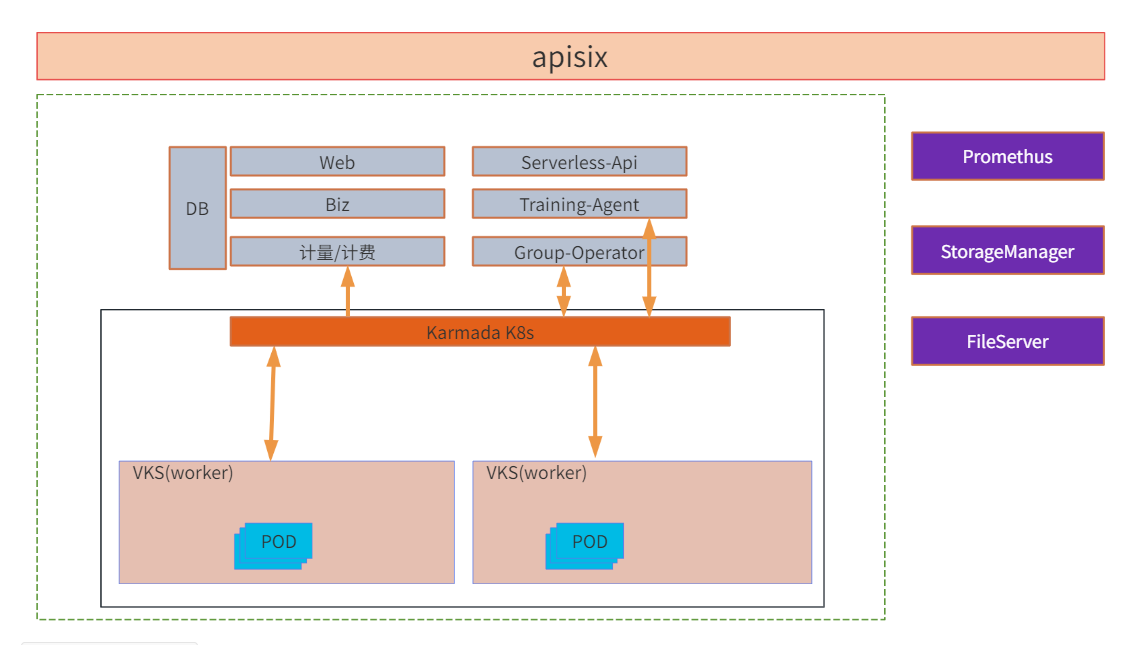 apisix
DB
Web
Biz
计量/计费
Serverless-Api
Training-Agent
Group-Operator
Karmada K8s
VKS(worker)
POD
VKS(worker)
POD
Promethus
StorageManager
FileServer